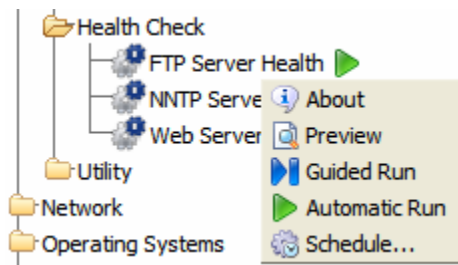 Health Check
FTP Server Health
NNTP Serve
Web Server
Utility
Network
Operating Systems
About
Preview
Guided Run
Automatic Run
Schedule...